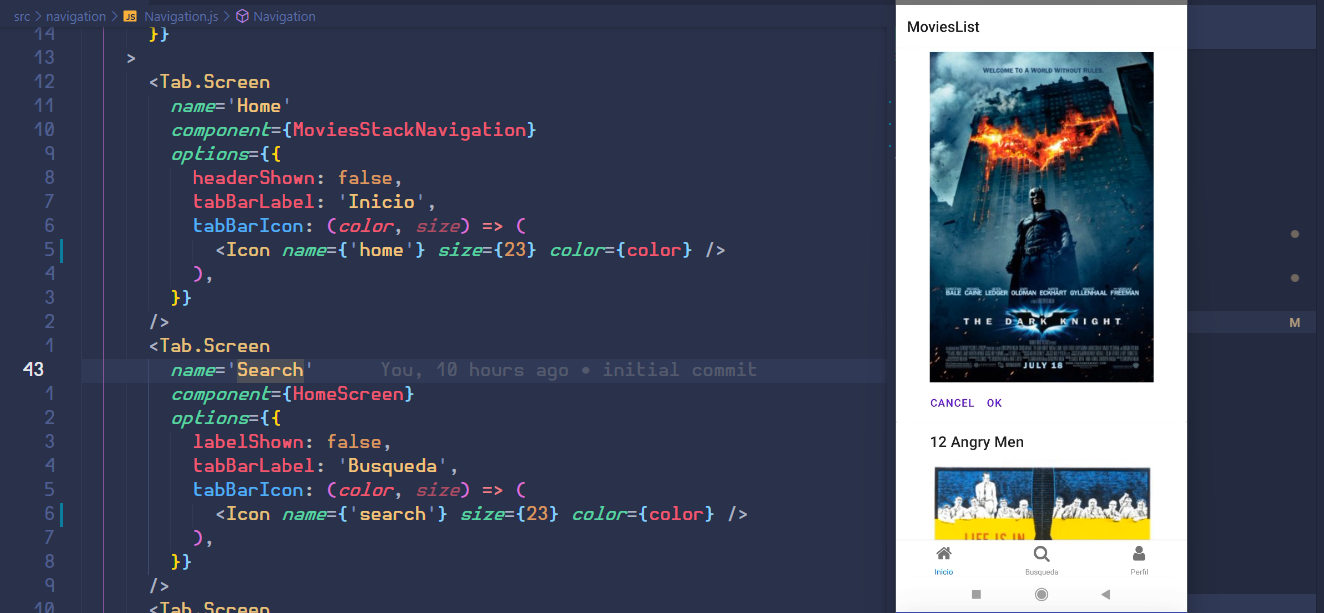 src > navigation > JS Navigation.js > Navigation
14 }}
13 >
12 <Tab.Screen
11 name='Home'
10 component={MoviesStackNavigation}
9 options={{
8 headerShown: false,
7 tabBarLabel: 'Inicio',
6 tabBarIcon: (color, size) => (
5 <Icon name={'home'} size={23} color={color} />
4 ),
3 }}
2 />
1 <Tab.Screen
43 name='Search' You, 10 hours ago • initial commit
1 component={HomeScreen}
2 options={{
3 labelShown: false,
4 tabBarLabel: 'Busqueda',
5 tabBarIcon: (color, size) => (
6 <Icon name={'search'} size={23} color={color} />
7 ),
8 }}
9 />
10 <Tab.Screen
MoviesList
WELCOME TO A WORLD WITHOUT RULES.
BALE CAINE LEDGER OLDMAN ECKHART GYLLENHAAL FREEMAN
THE DARK KNIGHT
JULY 18
CANCEL OK
12 Angry Men
LIFE IS IN
Inicio Busqueda Perfil
M